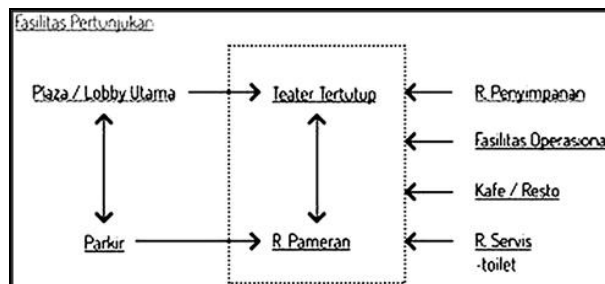 Fasilitas Pertunjukan
Plaza / Lobby Utama
Teater Tertutup
R. Penyimpanan
Fasilitas Operasiona
Kafe / Resto
Parkir
R Pameran
R. Servis
-toilet